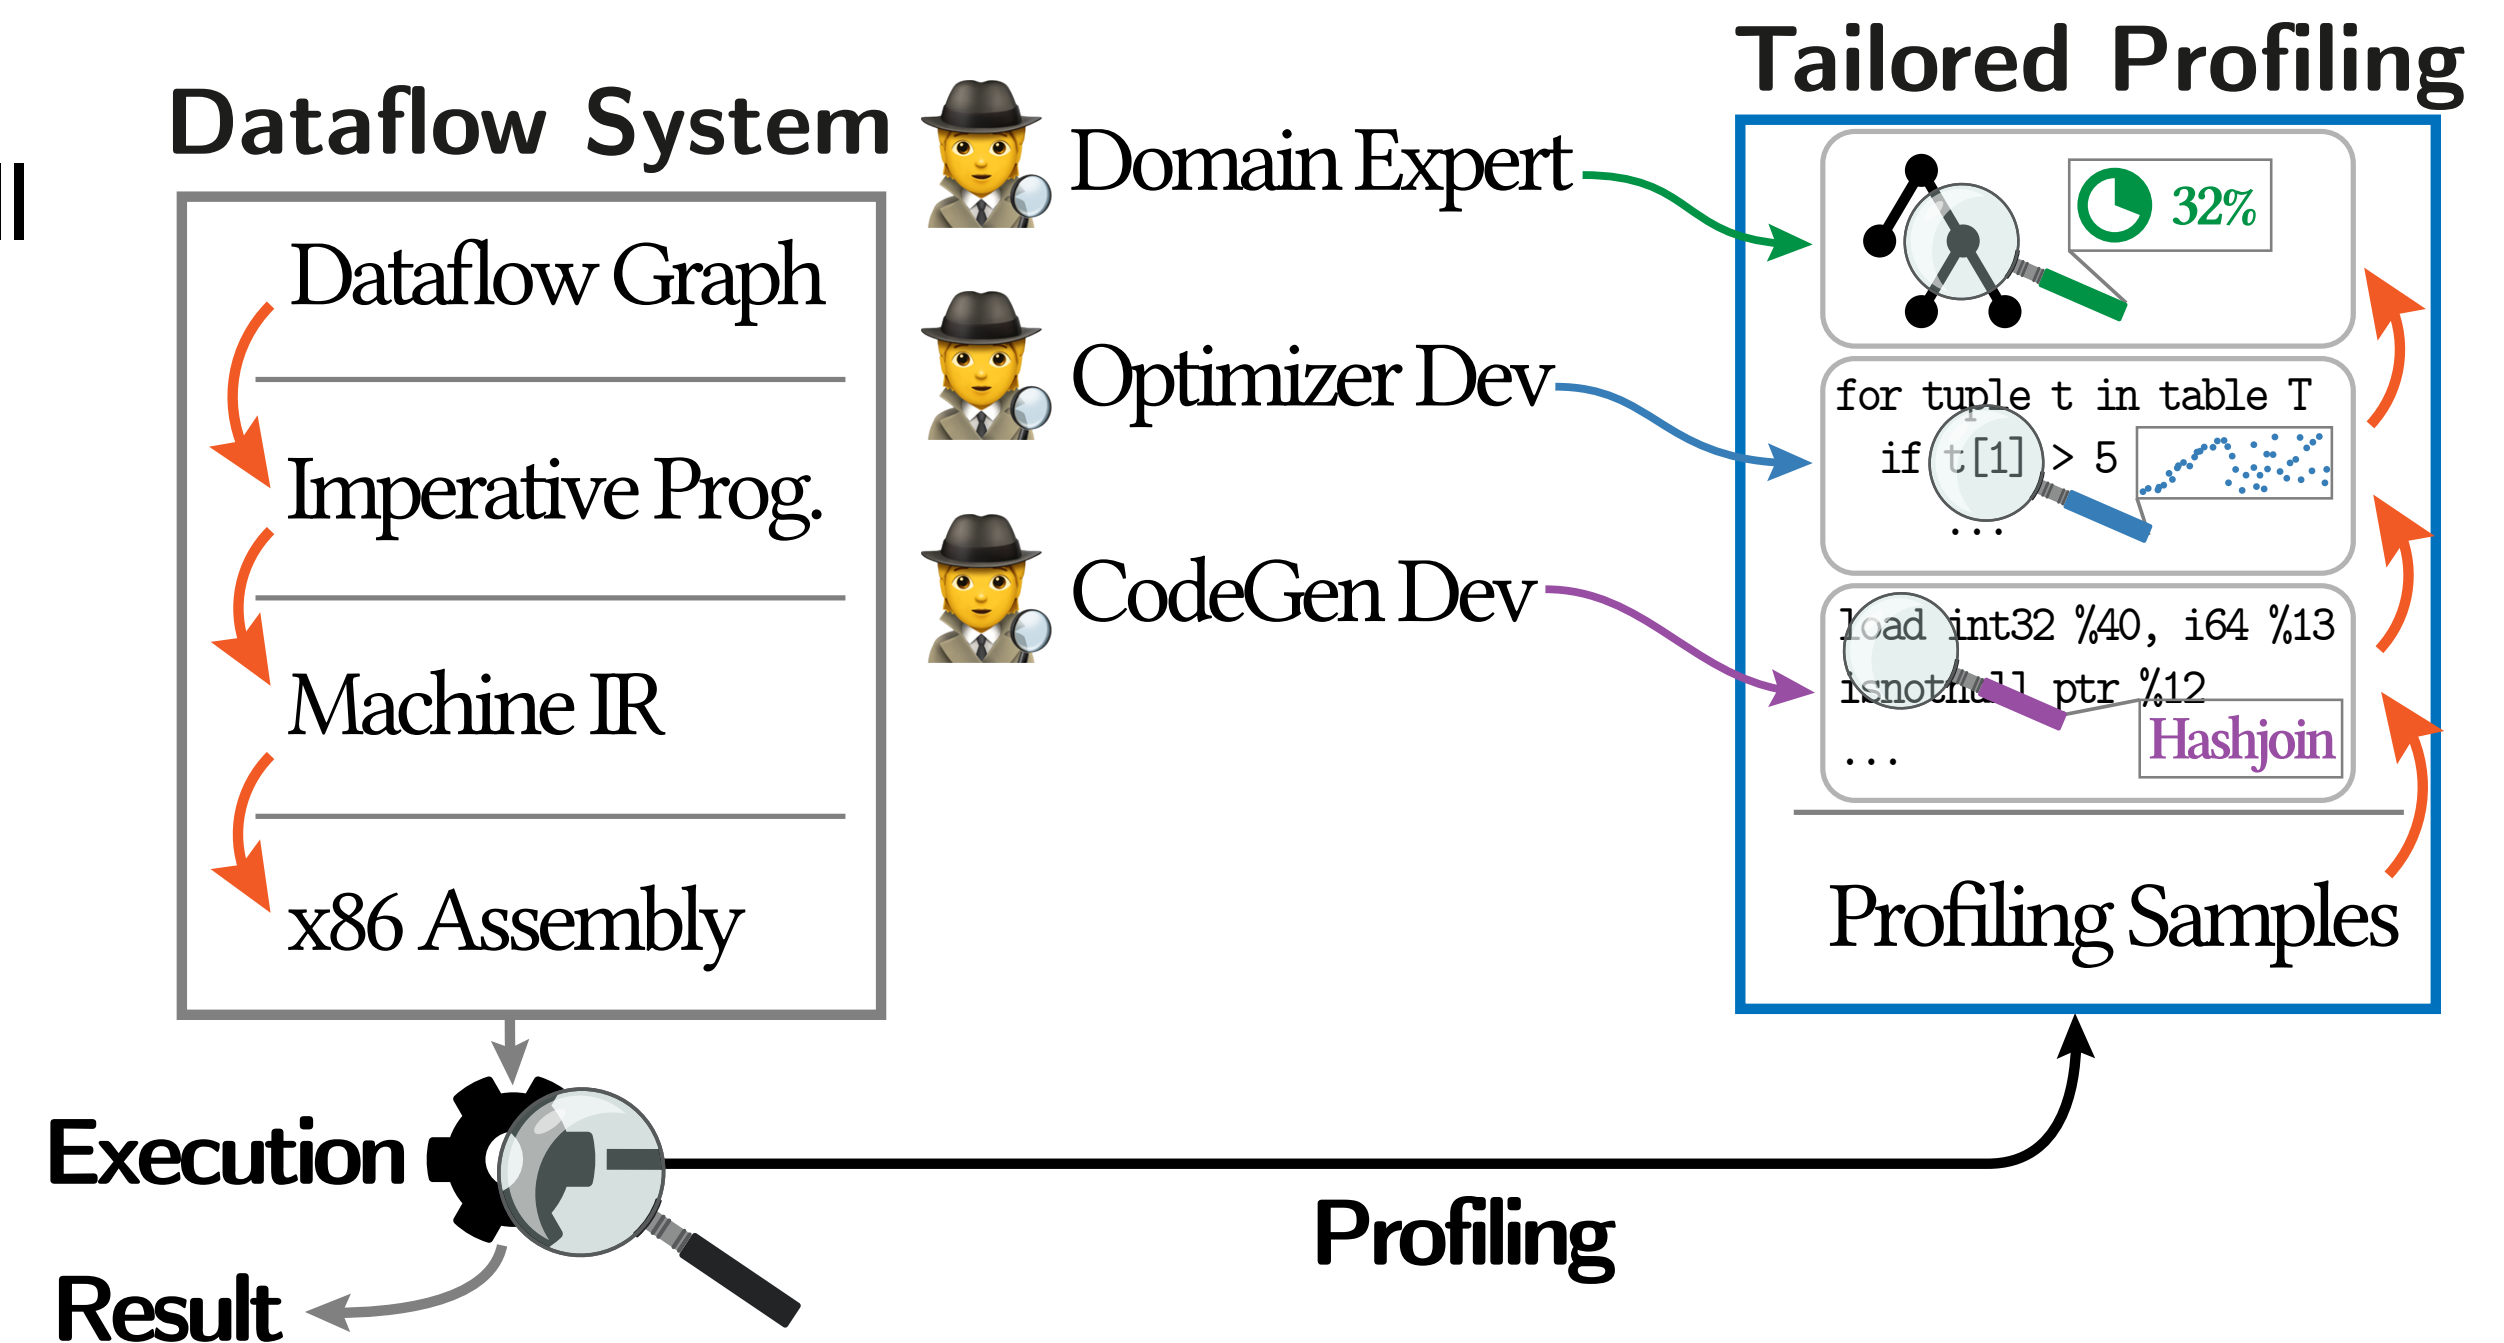 Dataflow System
Dataflow Graph
Imperative Prog.
Machine IR
x86 Assembly
Domain Expert
Optimizer Dev
CodeGen Dev
Tailored Profiling
32%
for tuple t in table T
if t[1] > 5
...
load int32 %40, i64 %13
isnotnull ptr %12
Hashjoin
...
Profiling Samples
Execution
Profiling
Result